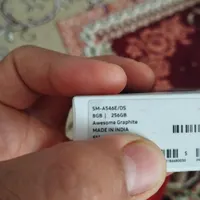 SM-A546E/DS
8GB | 256GB
Awesome Graphite
MADE IN INDIA